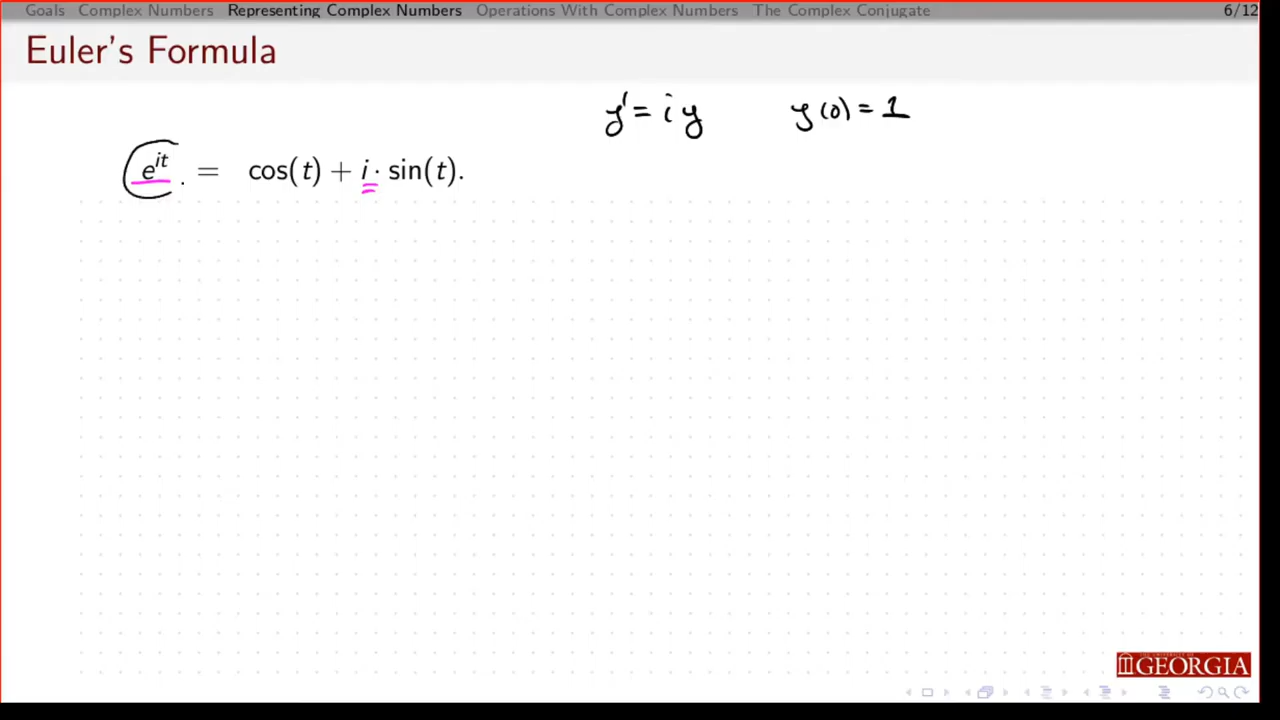 Goals Complex Numbers Representing Complex Numbers Operations With Complex Numbers The Complex Conjugate 6/12
Euler's Formula
y' = i y y(0) = 1
e^{it} = cos(t) + i · sin(t).
GEORGIA